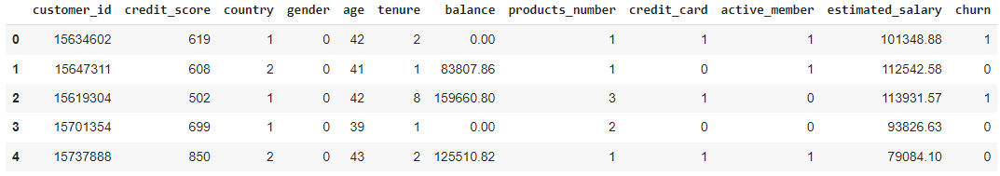 customer_id credit_score country gender age tenure balance products_number credit_card active_member estimated_salary churn
0 15634602 619 1 0 42 2 0.00 1 1 1 101348.88 1
1 15647311 608 2 0 41 1 83807.86 1 0 1 112542.58 0
2 15619304 502 1 0 42 8 159660.80 3 1 0 113931.57 1
3 15701354 699 1 0 39 1 0.00 2 0 0 93826.63 0
4 15737888 850 2 0 43 2 125510.82 1 1 1 79084.10 0